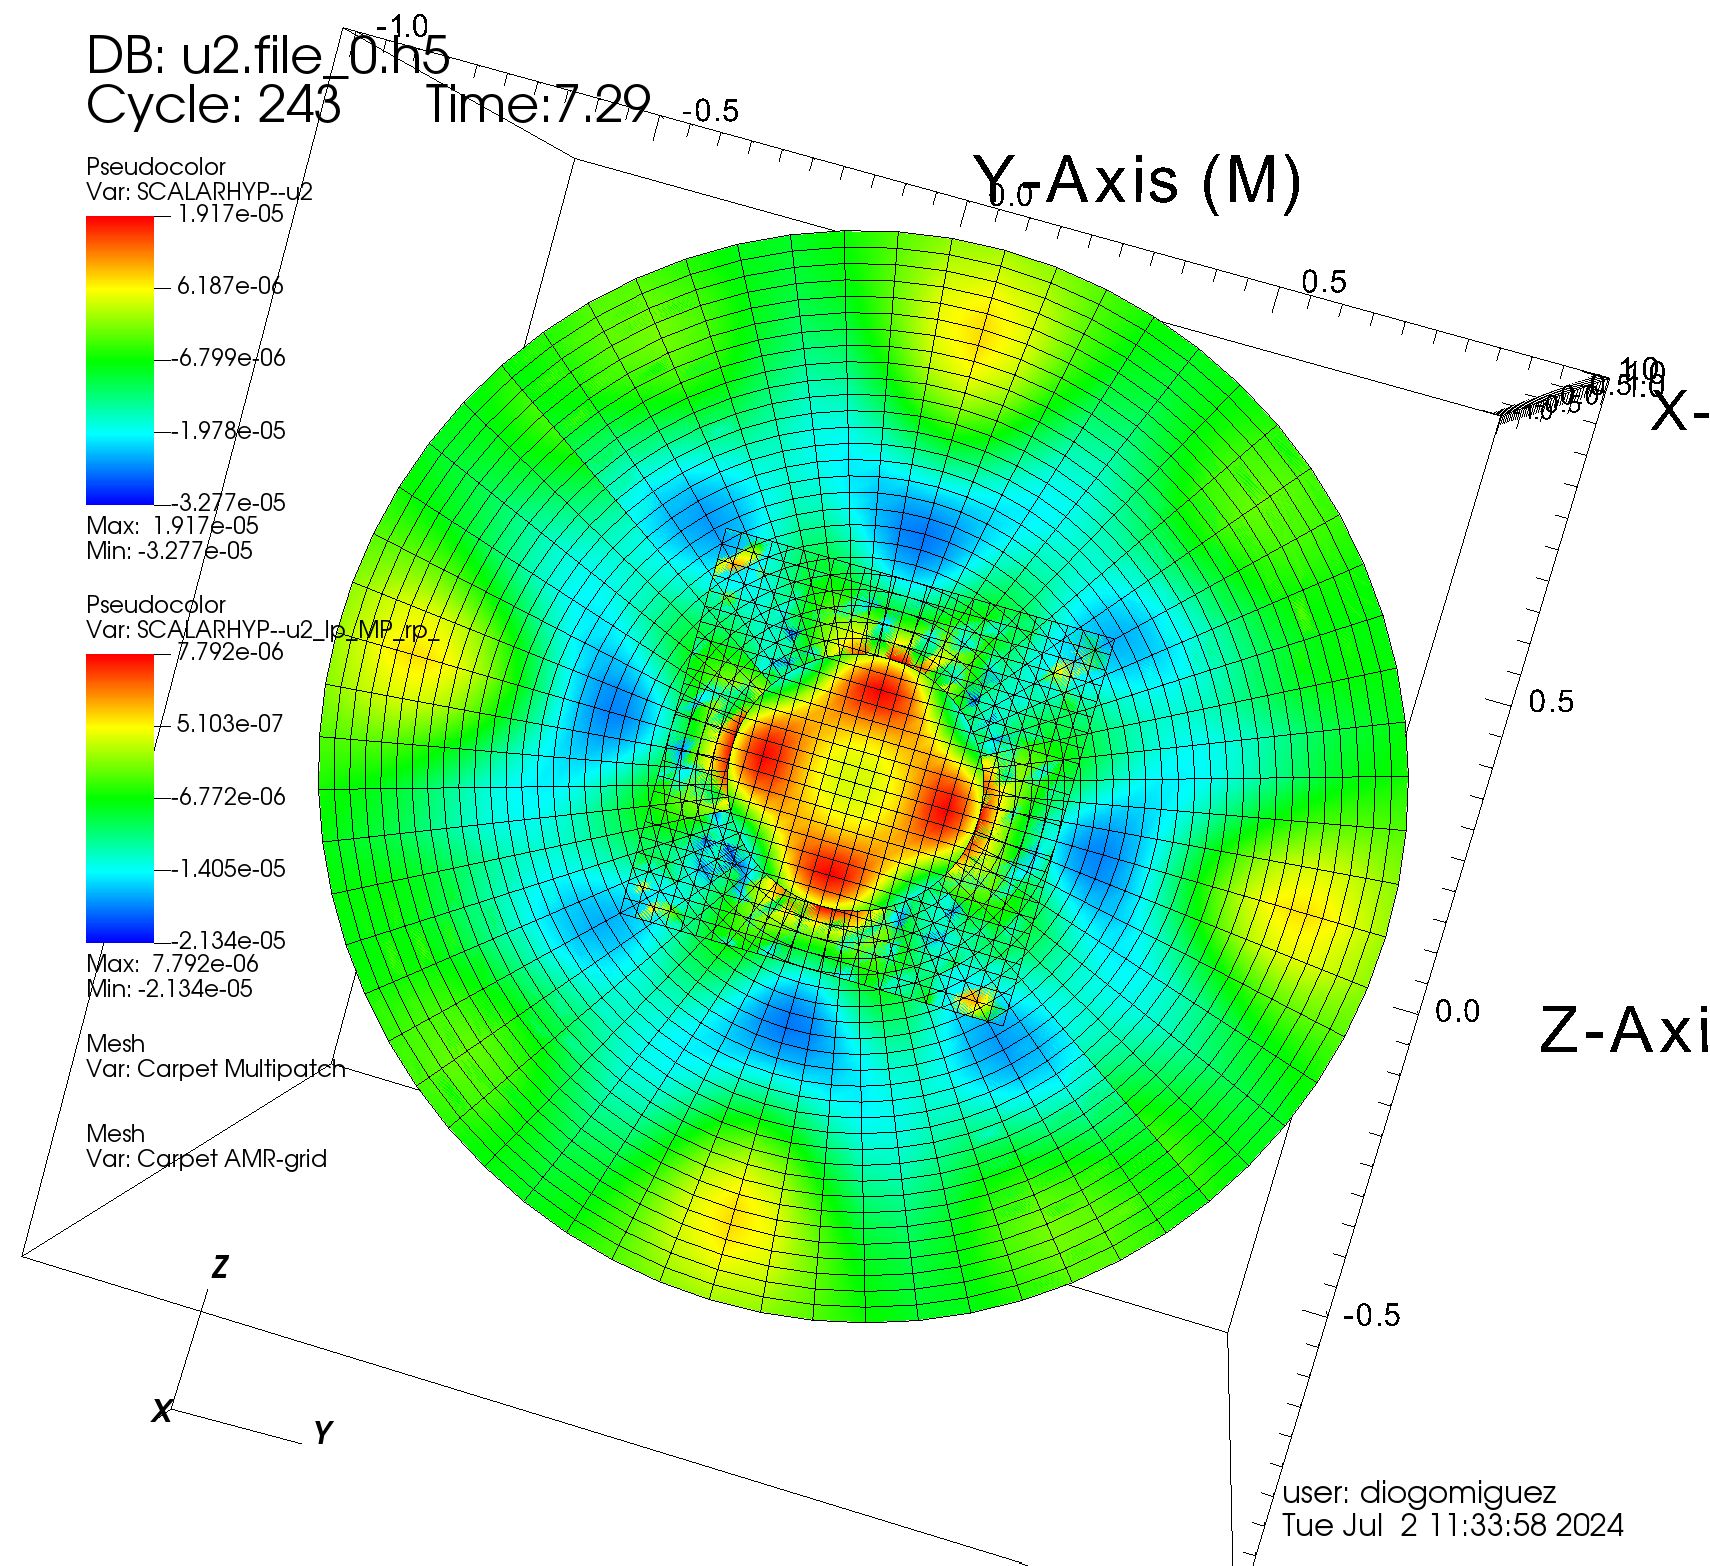 DB: u2.file_0.h5
Cycle: 243 Time:7.29
Pseudocolor
Var: SCALARHYP--u2
1.917e-05
6.187e-06
-6.799e-06
-1.978e-05
-3.277e-05
Max: 1.917e-05
Min: -3.277e-05
Pseudocolor
Var: SCALARHYP--u2_lp_MP_rp_
7.792e-06
5.103e-07
-6.772e-06
-1.405e-05
-2.134e-05
Max: 7.792e-06
Min: -2.134e-05
Mesh
Var: Carpet Multipatch
Mesh
Var: Carpet AMR-grid
-1.0
-0.5
Y-Axis (M)
0.0
0.5
1.0
X-
0.5
0.0
Z-Axi
-0.5
Z
X
Y
user: diogomiguez
Tue Jul 2 11:33:58 2024